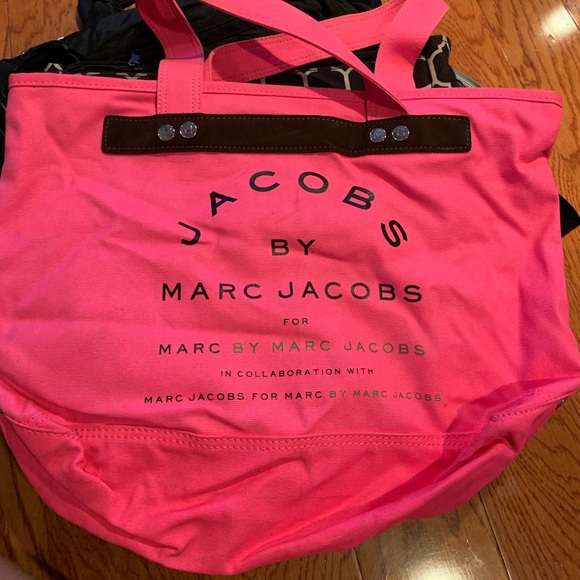 JACOBS
BY
MARC JACOBS
FOR
MARC BY MARC JACOBS
IN COLLABORATION WITH
MARC JACOBS FOR MARC BY MARC JACOBS